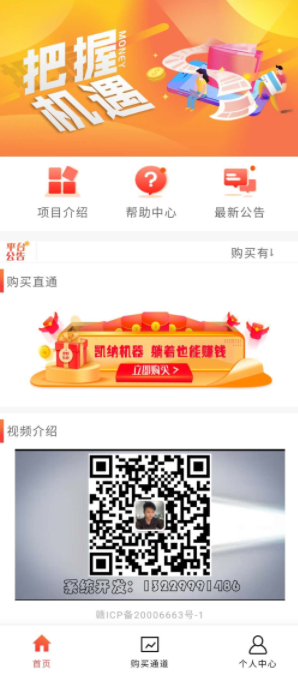 把握
机遇
MONEY
项目介绍
帮助中心
最新公告
平台
公告
购买有
购买直通
凯纳机器 躺着也能赚钱
立即购买
视频介绍
系统开发：13229991486
赣ICP备20006663号-1
首页
购买通道
个人中心